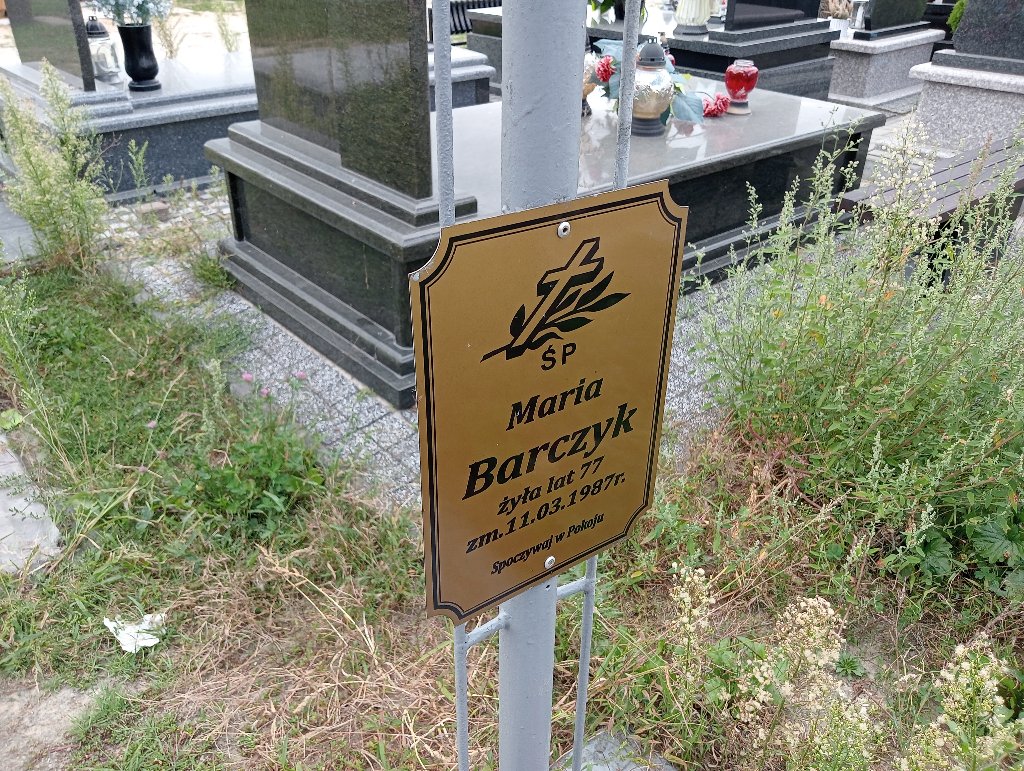 ŚP
Maria
Barczyk
żyła lat 77
zm.11.03.1987r.
Spoczywaj w Pokoju